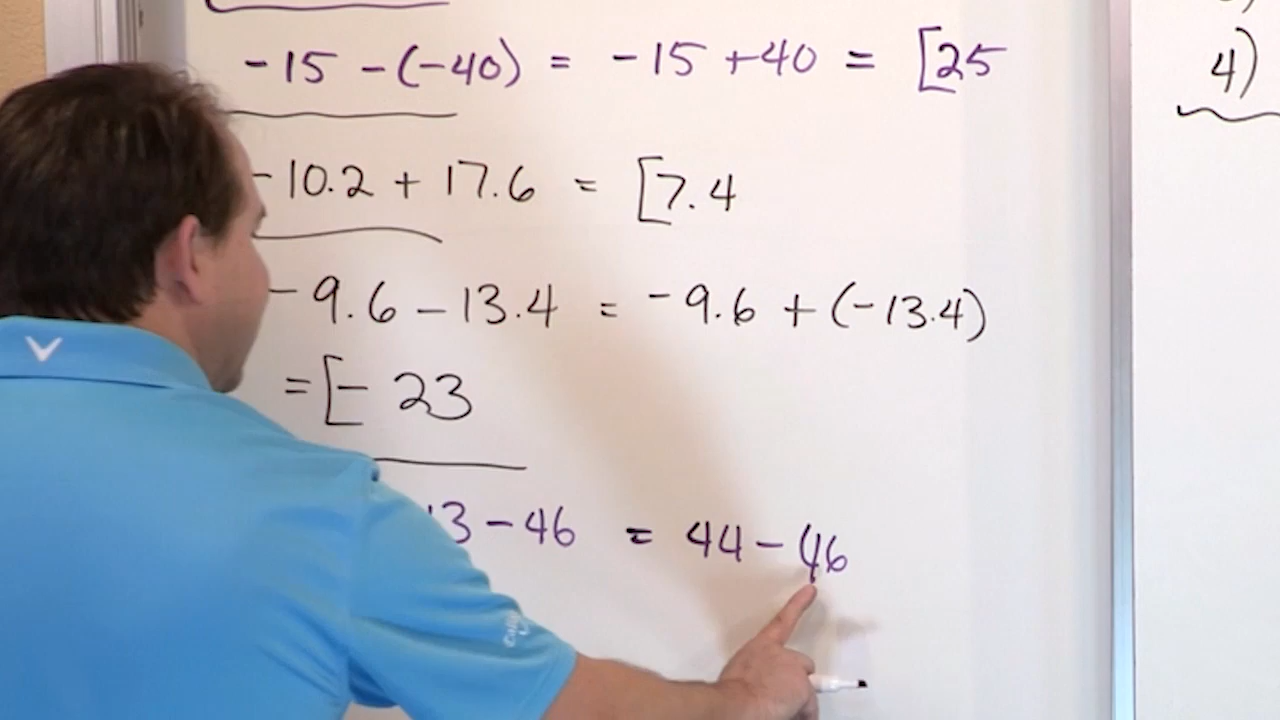 -15 -(-40) = -15 +40 = [25
-10.2 + 17.6 = [7.4
-9.6 - 13.4 = -9.6 + (-13.4)
= [- 23
13 - 46 = 44 - 46
4)